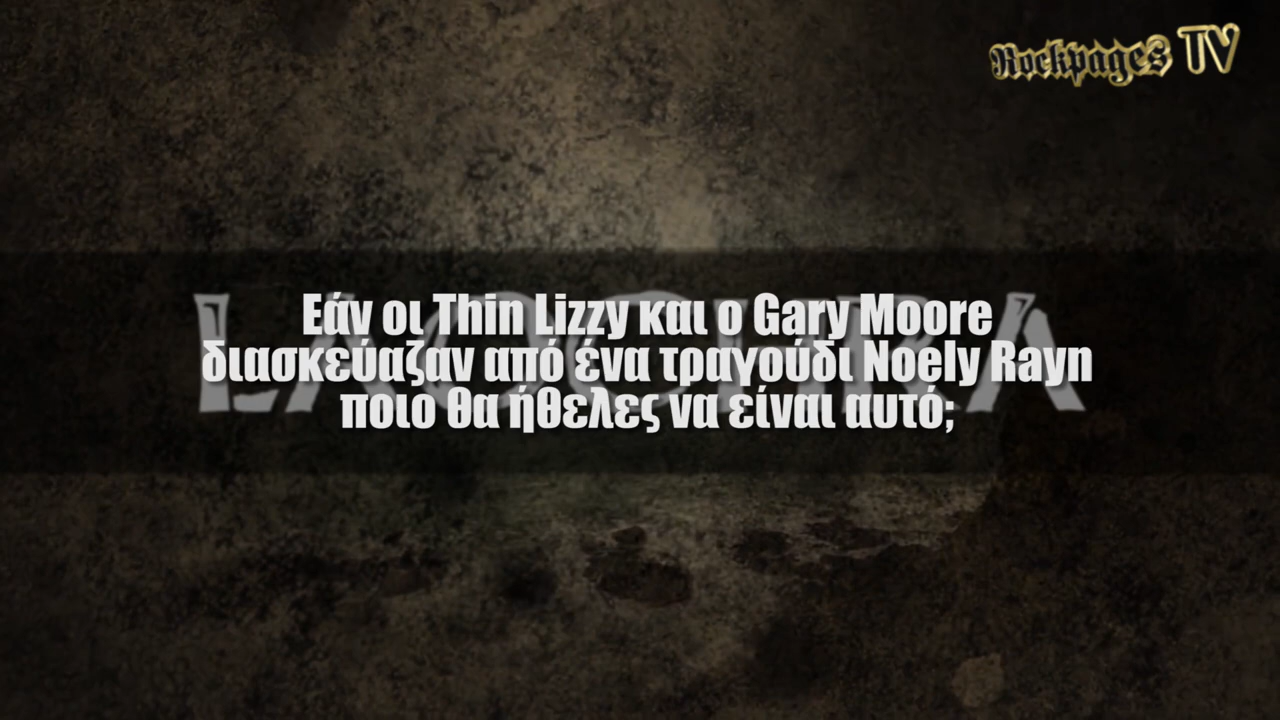 Rockpages TV
Εάν οι Thin Lizzy και ο Gary Moore
διασκεύαζαν από ένα τραγούδι Noely Rayn
ποιο θα ήθελες να είναι αυτό;